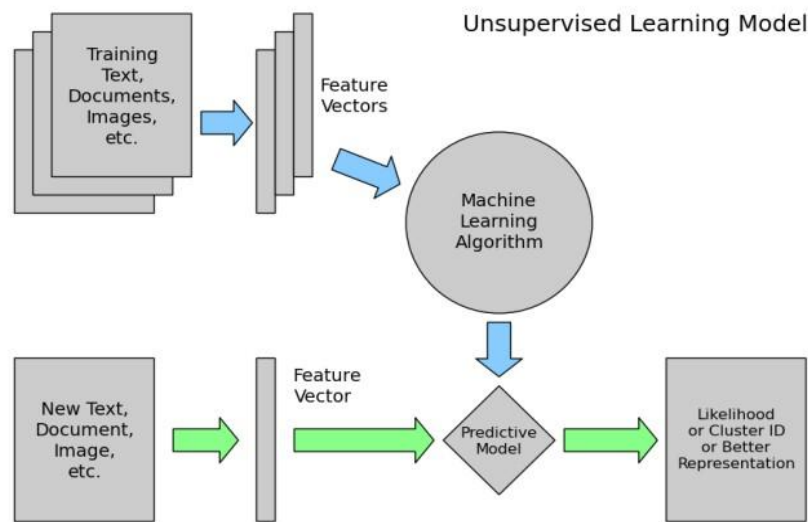 Unsupervised Learning Model
Training
Text,
Documents,
Images,
etc.
Feature
Vectors
Machine
Learning
Algorithm
New Text,
Document,
Image,
etc.
Feature
Vector
Predictive
Model
Likelihood
or Cluster ID
or Better
Representation